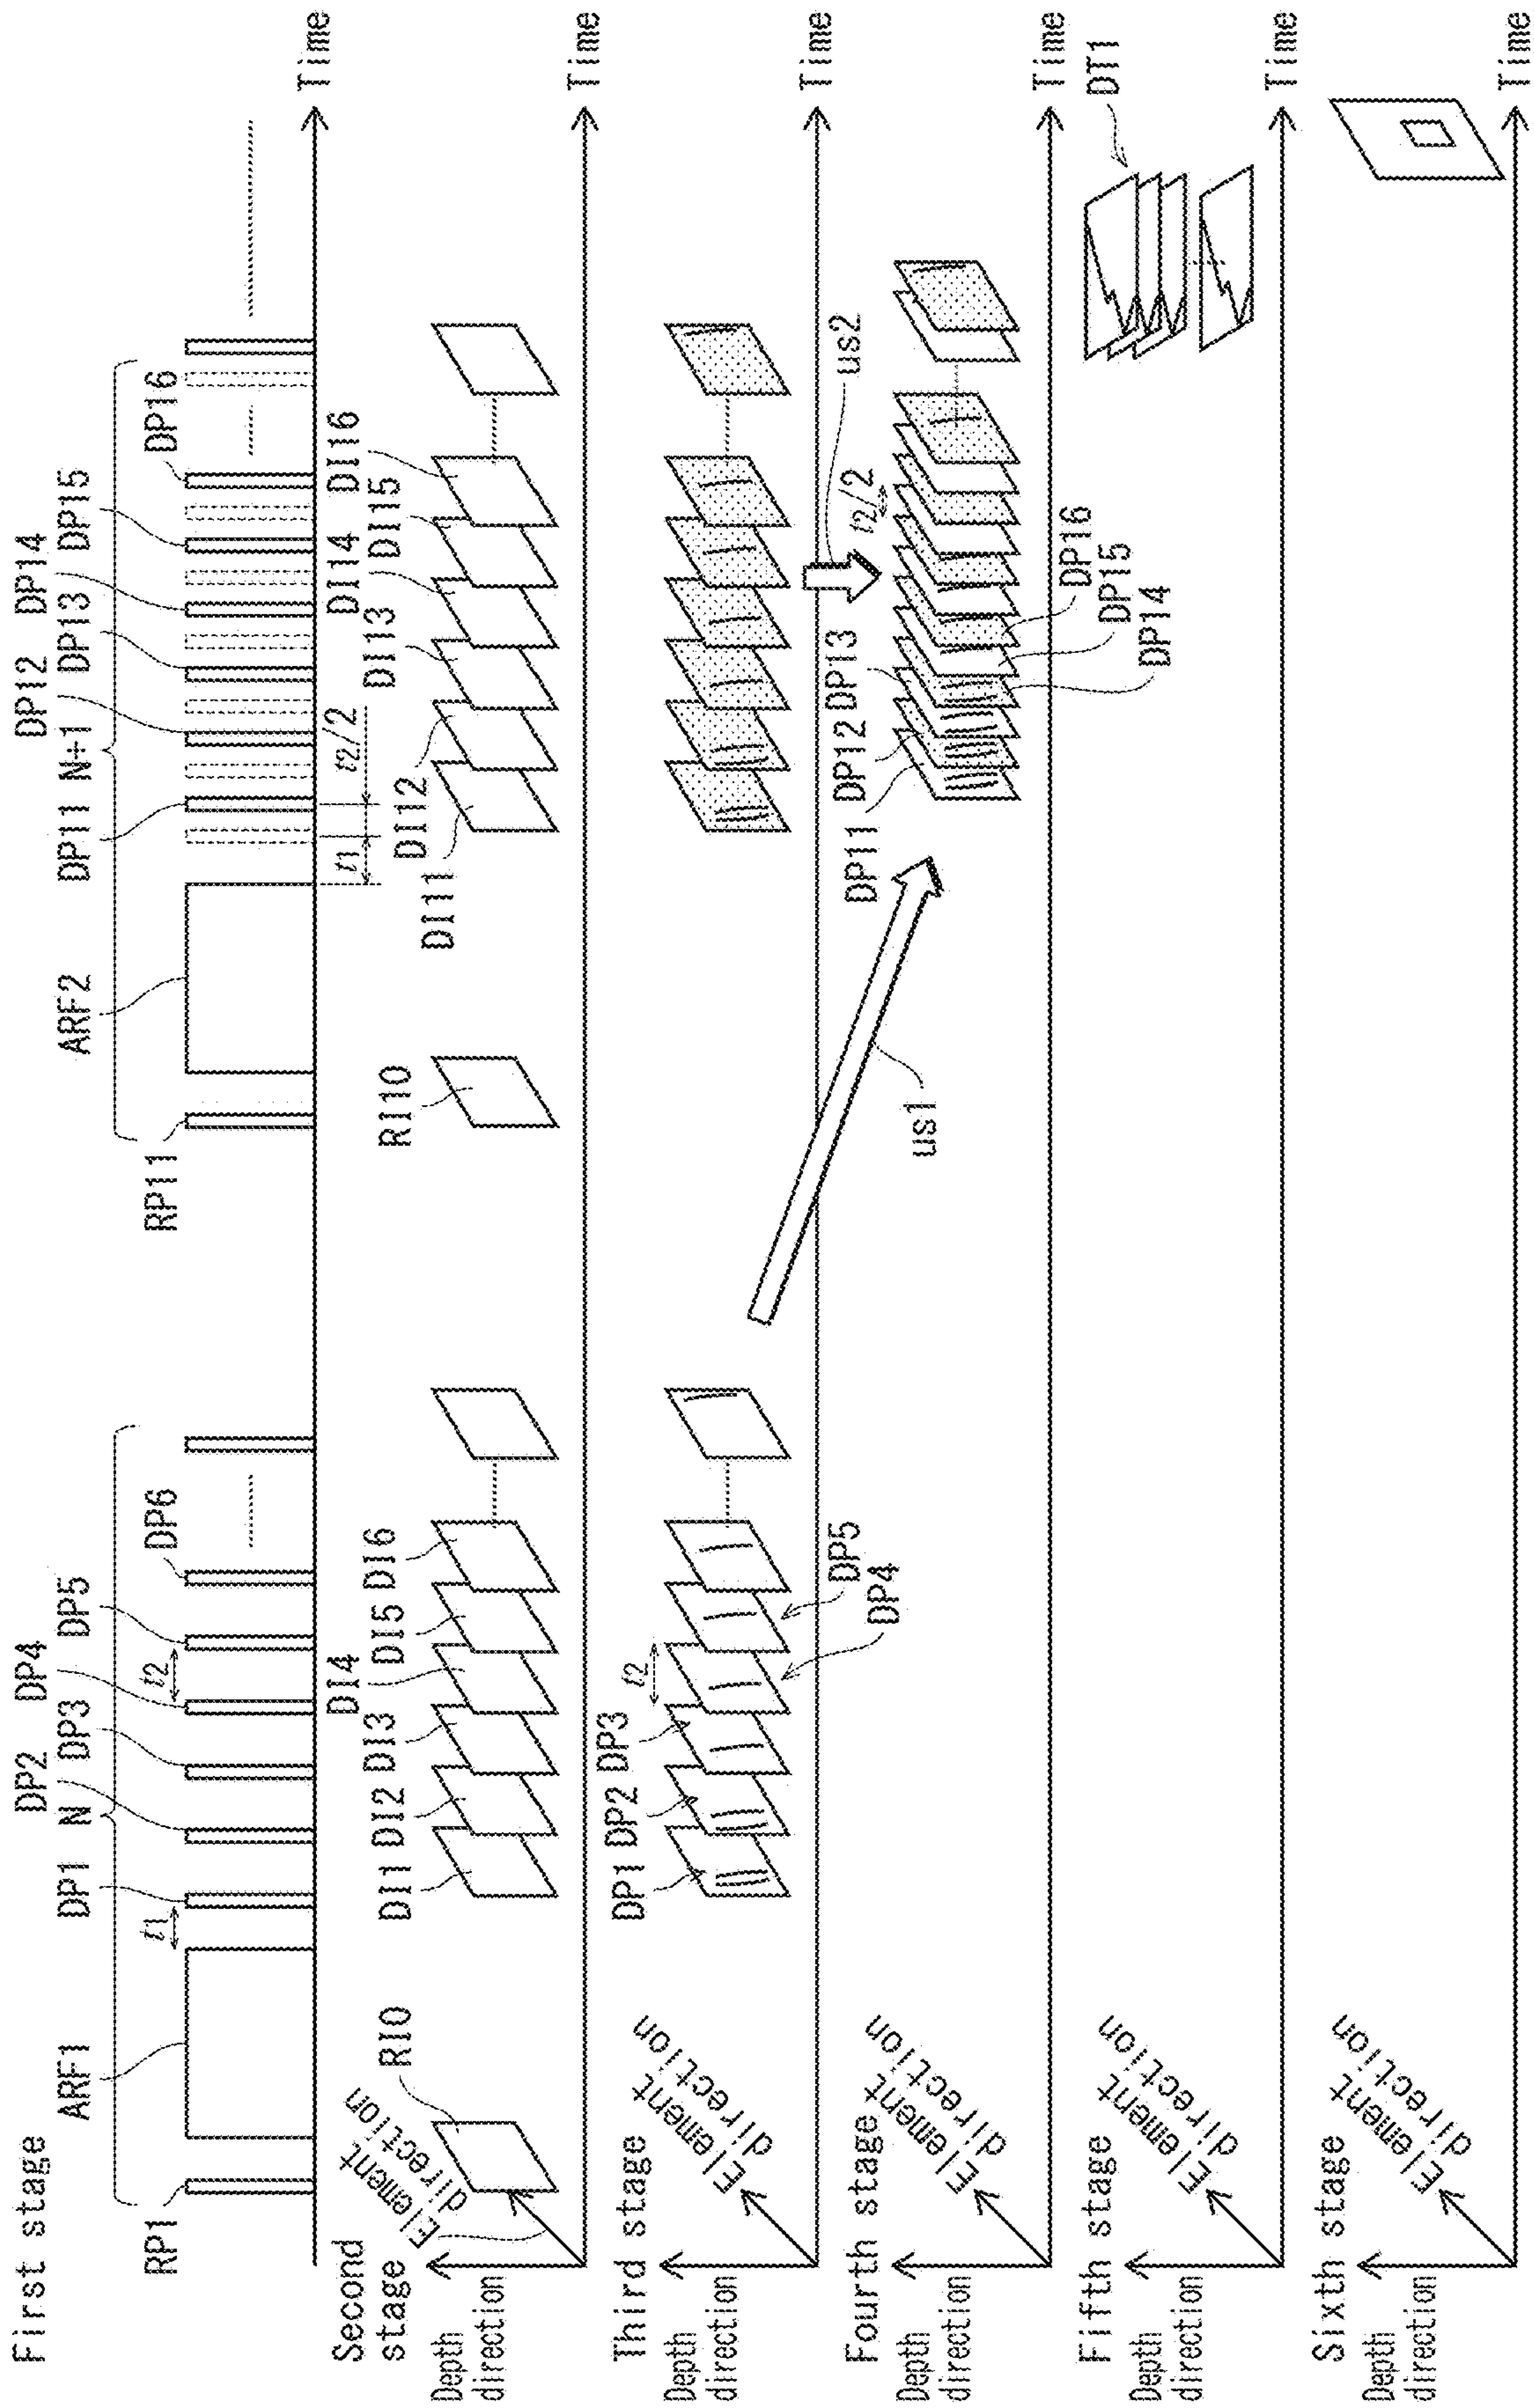 First stage
RP1
ARF1
DP1
N
DP2
DP3
DP4
DP5
DP6
t1
t2
RP11
ARF2
DP11
N+1
DP12
DP13
DP14
DP15
DP16
t1
t2/2
Time
Second
stage
Depth
direction
Element
direction
RI0
DI1
DI2
DI3
DI4
DI5
DI6
RI10
DI11
DI12
DI13
DI14
DI15
DI16
Time
Third stage
Depth
direction
Element
direction
DP1
DP2
DP3
t2
DP4
DP5
us1
us2
Time
Fourth stage
Depth
direction
Element
direction
DP11
DP12
DP13
t2/2
DP14
DP15
DP16
Time
Fifth stage
Depth
direction
Element
direction
DT1
Time
Sixth stage
Depth
direction
Element
direction
Time